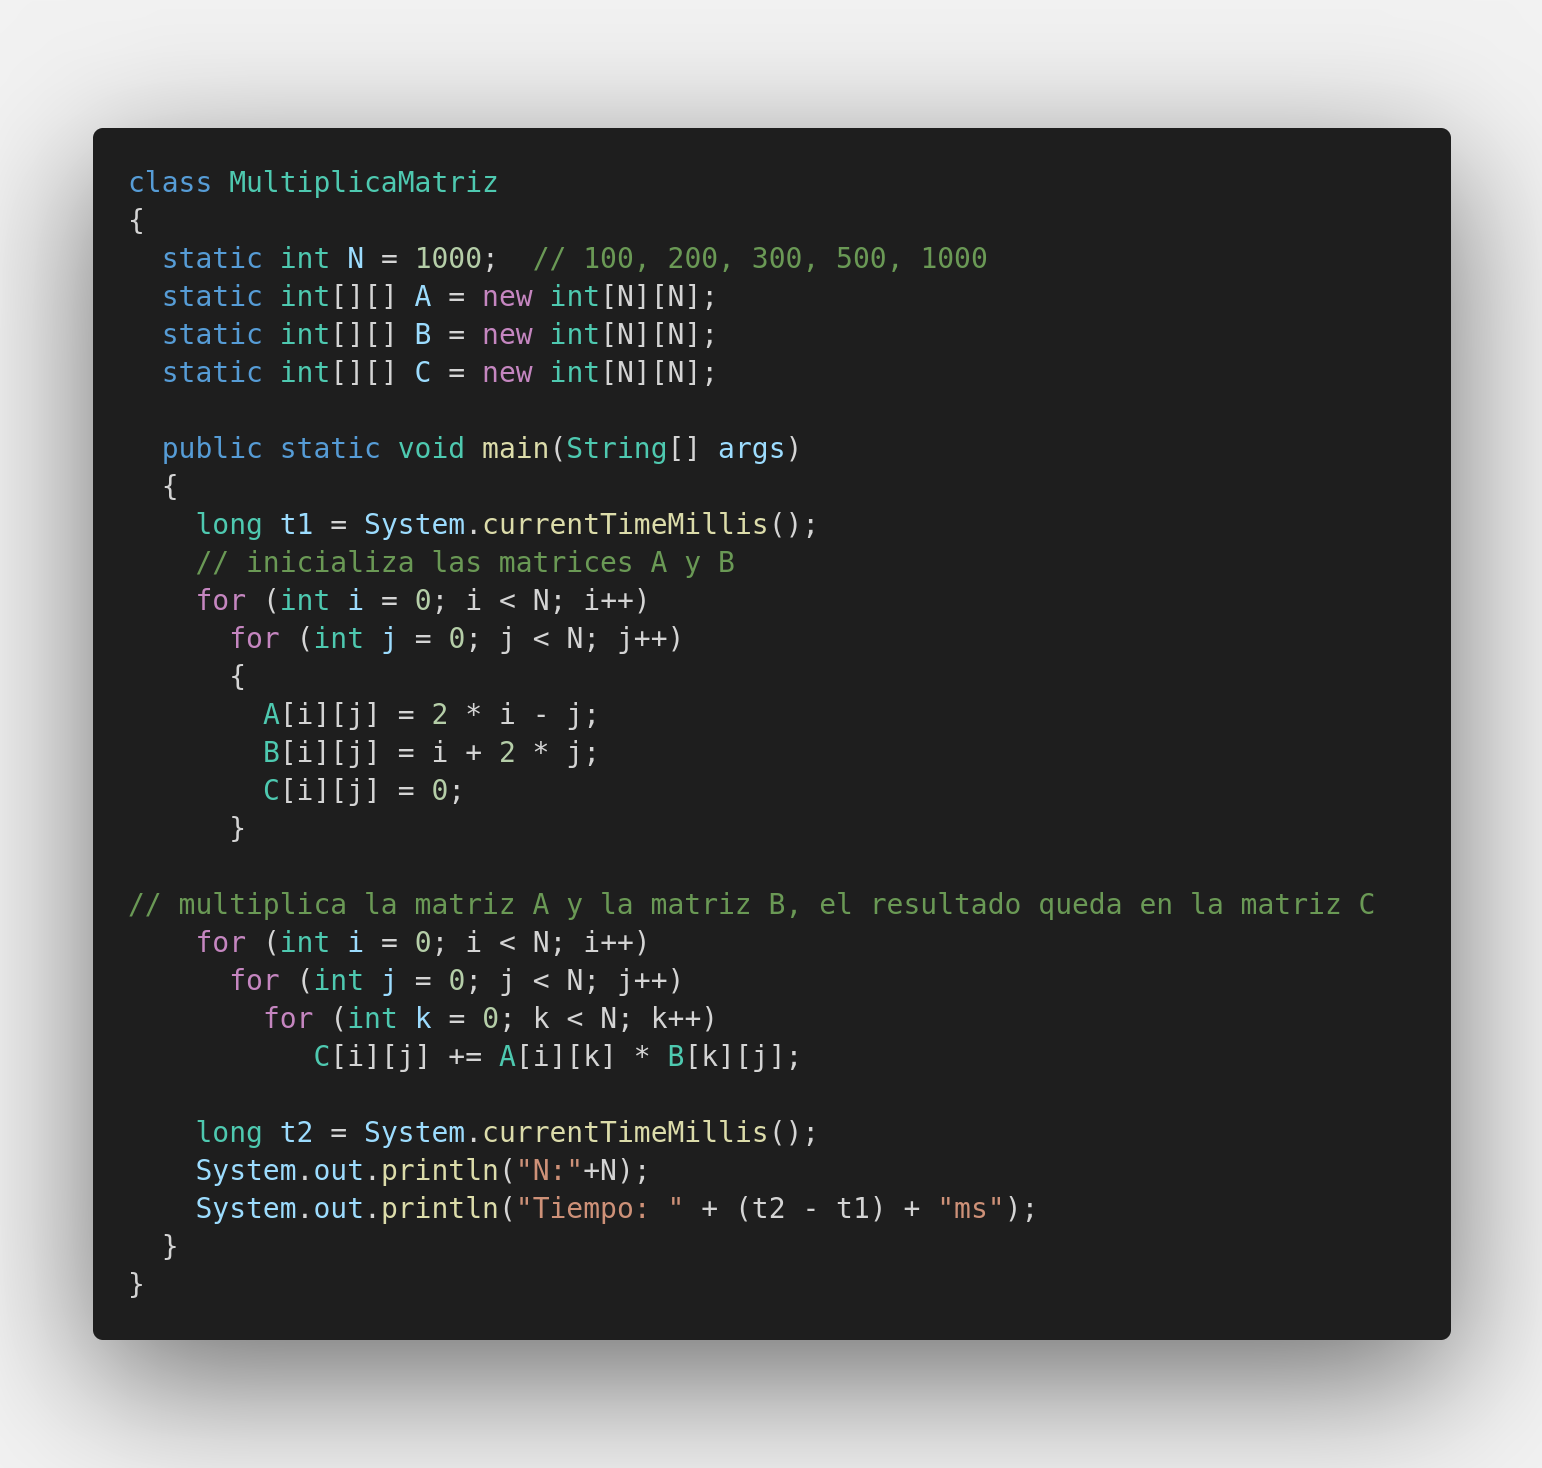 class MultiplicaMatriz
{
  static int N = 1000;  // 100, 200, 300, 500, 1000
  static int[][] A = new int[N][N];
  static int[][] B = new int[N][N];
  static int[][] C = new int[N][N];

  public static void main(String[] args)
  {
    long t1 = System.currentTimeMillis();
    // inicializa las matrices A y B
    for (int i = 0; i < N; i++)
      for (int j = 0; j < N; j++)
      {
        A[i][j] = 2 * i - j;
        B[i][j] = i + 2 * j;
        C[i][j] = 0;
      }

// multiplica la matriz A y la matriz B, el resultado queda en la matriz C
    for (int i = 0; i < N; i++)
      for (int j = 0; j < N; j++)
        for (int k = 0; k < N; k++)
           C[i][j] += A[i][k] * B[k][j];

    long t2 = System.currentTimeMillis();
    System.out.println("N:"+N);
    System.out.println("Tiempo: " + (t2 - t1) + "ms");
  }
}